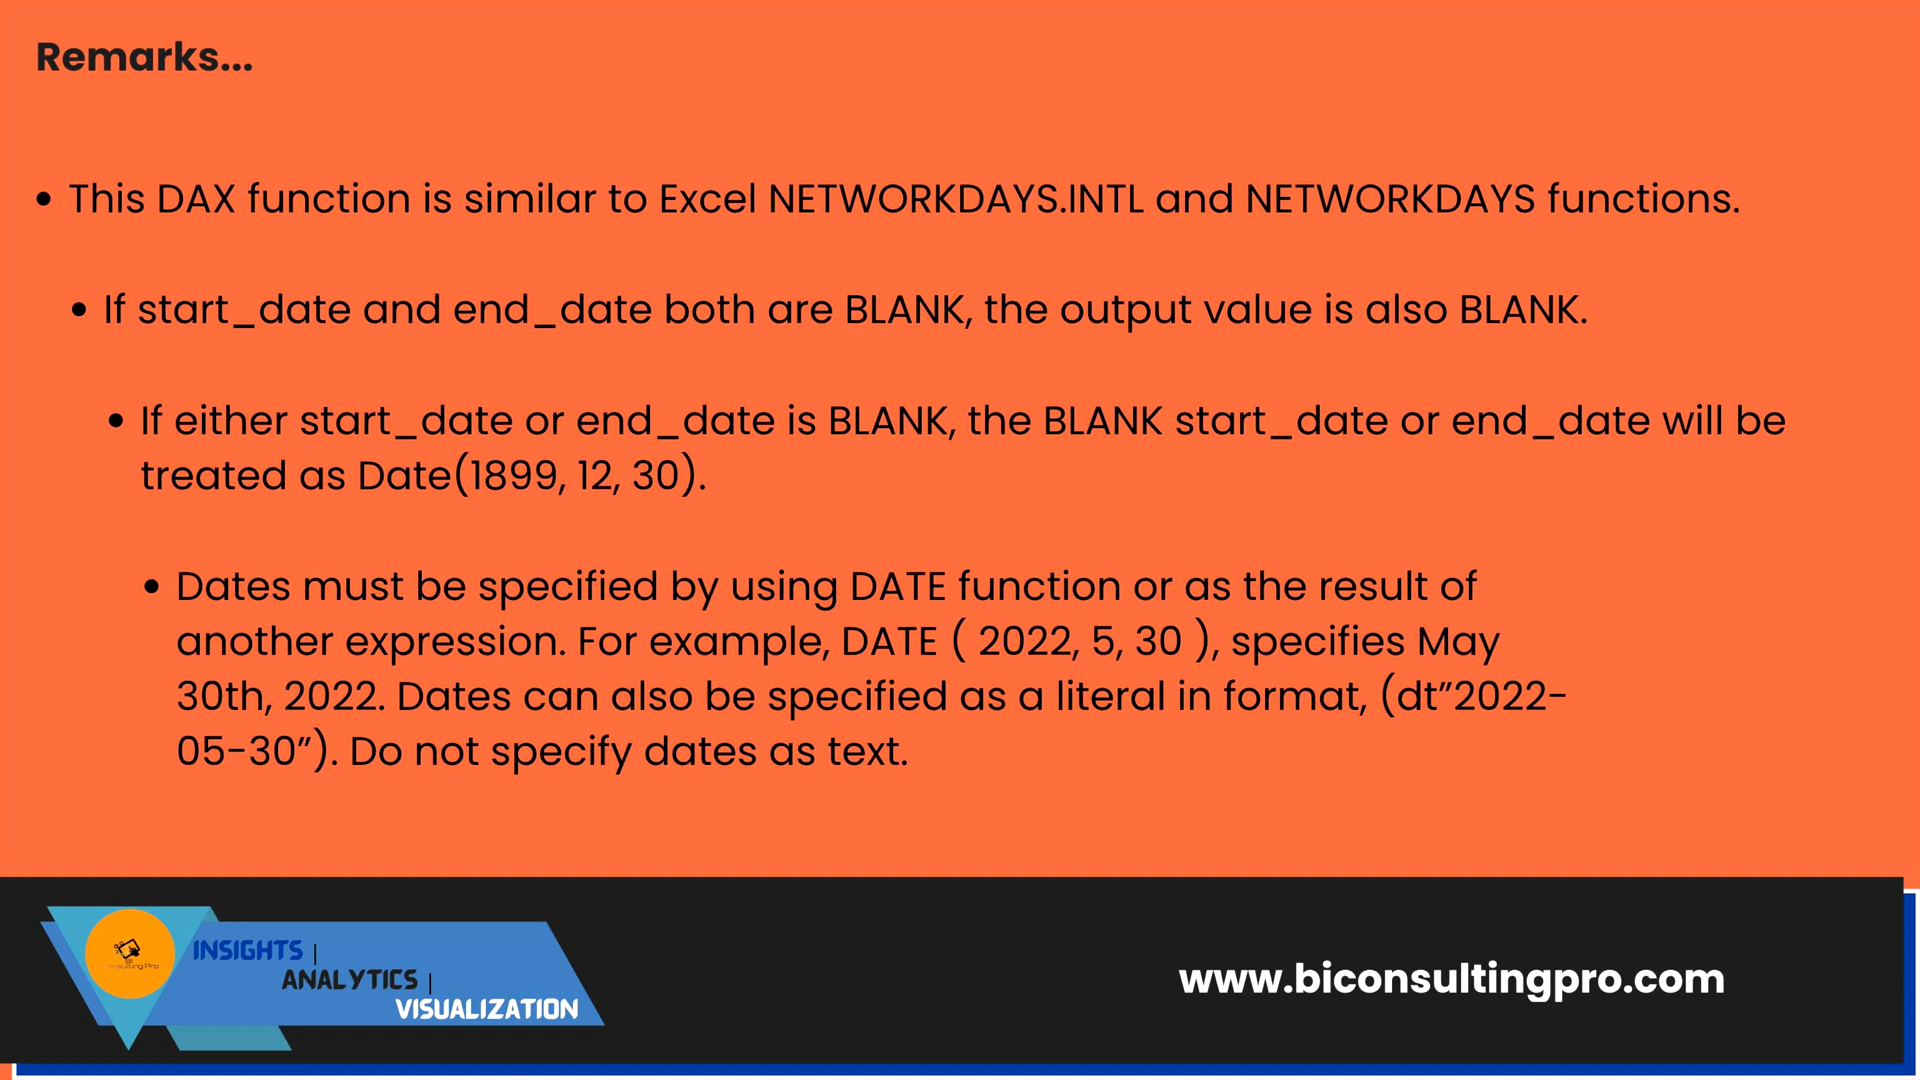 Remarks...
• This DAX function is similar to Excel NETWORKDAYS.INTL and NETWORKDAYS functions.
• If start_date and end_date both are BLANK, the output value is also BLANK.
• If either start_date or end_date is BLANK, the BLANK start_date or end_date will be
treated as Date(1899, 12, 30).
• Dates must be specified by using DATE function or as the result of
another expression. For example, DATE ( 2022, 5, 30 ), specifies May
30th, 2022. Dates can also be specified as a literal in format, (dt”2022-
05-30”). Do not specify dates as text.
INSIGHTS |
ANALYTICS |
VISUALIZATION
www.biconsultingpro.com